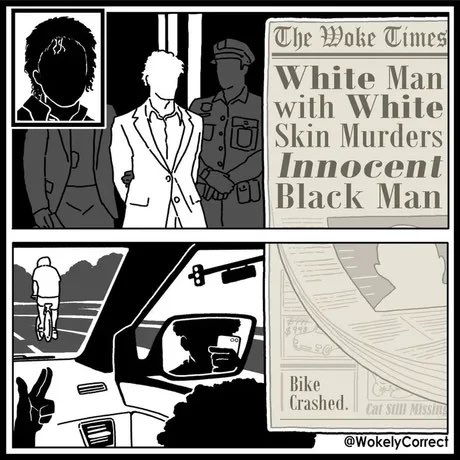 The Woke Times
White Man
with White
Skin Murders
Innocent
Black Man
Bike
Crashed.
Cat Still Missing
@WokelyCorrect